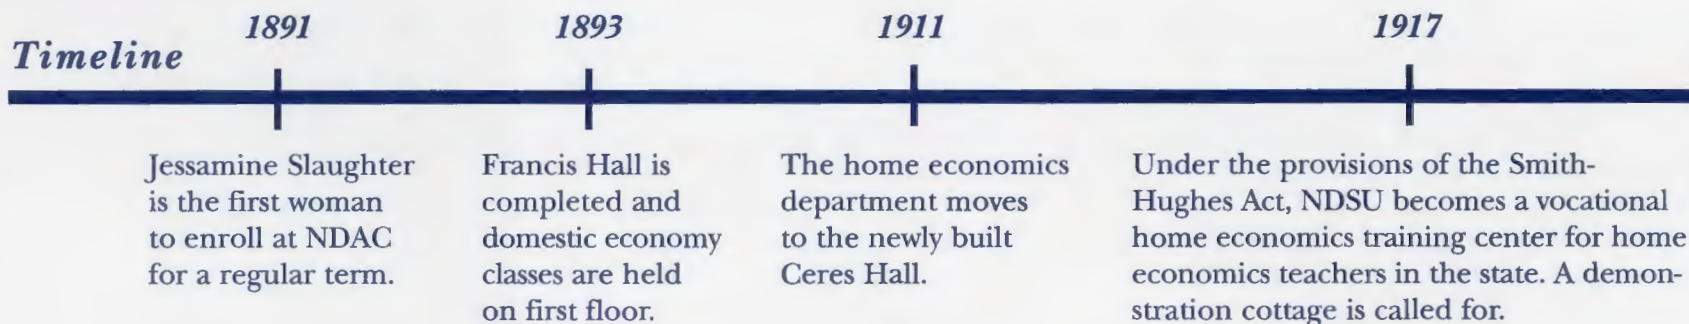 Timeline
1891
Jessamine Slaughter
is the first woman
to enroll at NDAC
for a regular term.
1893
Francis Hall is
completed and
domestic economy
classes are held
on first floor.
1911
The home economics
department moves
to the newly built
Ceres Hall.
1917
Under the provisions of the Smith-
Hughes Act, NDSU becomes a vocational
home economics training center for home
economics teachers in the state. A demon-
stration cottage is called for.